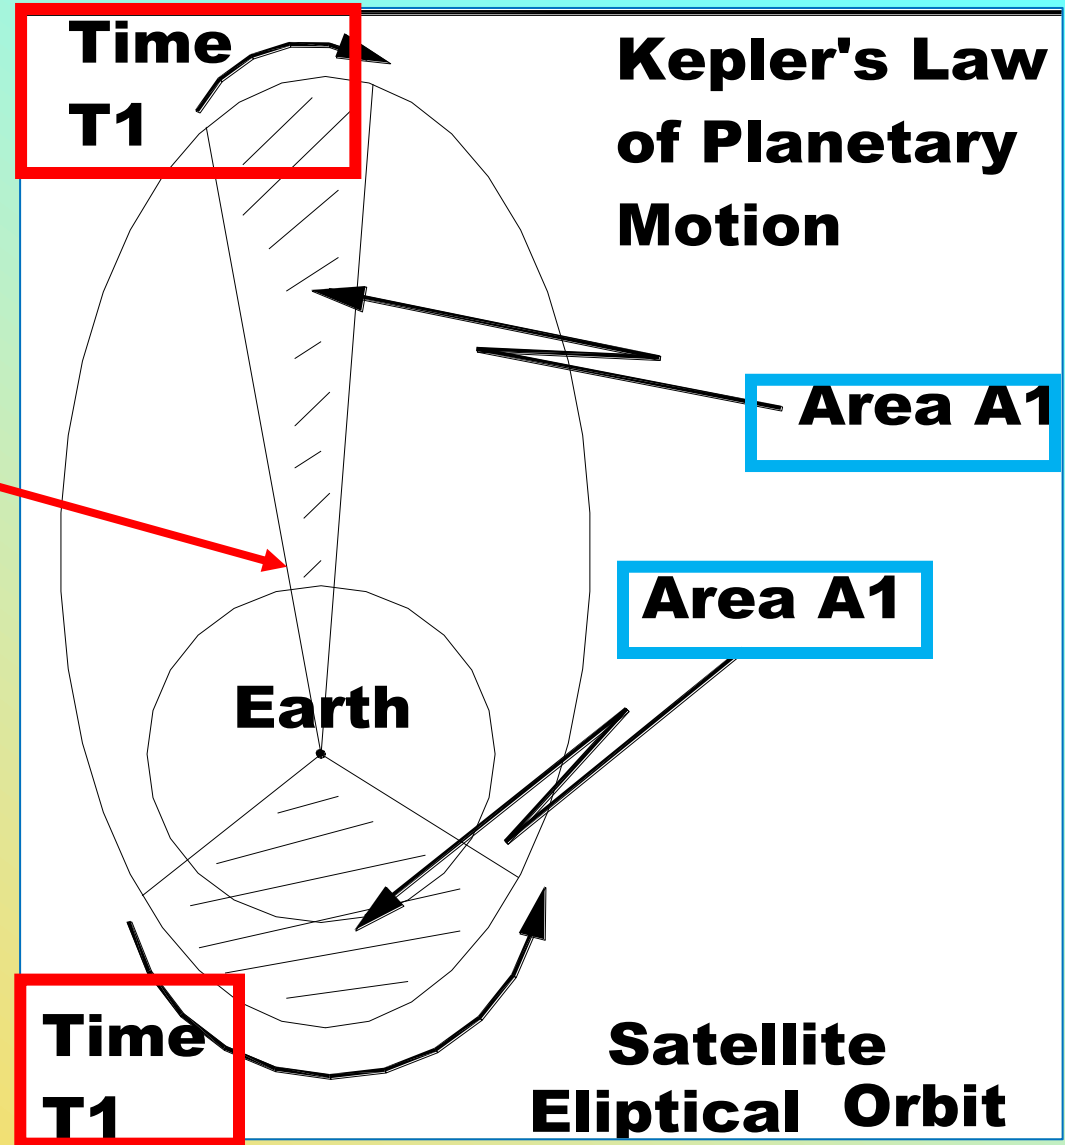 Time
T1
Kepler's Law
of Planetary
Motion
Area A1
Area A1
Earth
Time
T1
Satellite
Eliptical Orbit